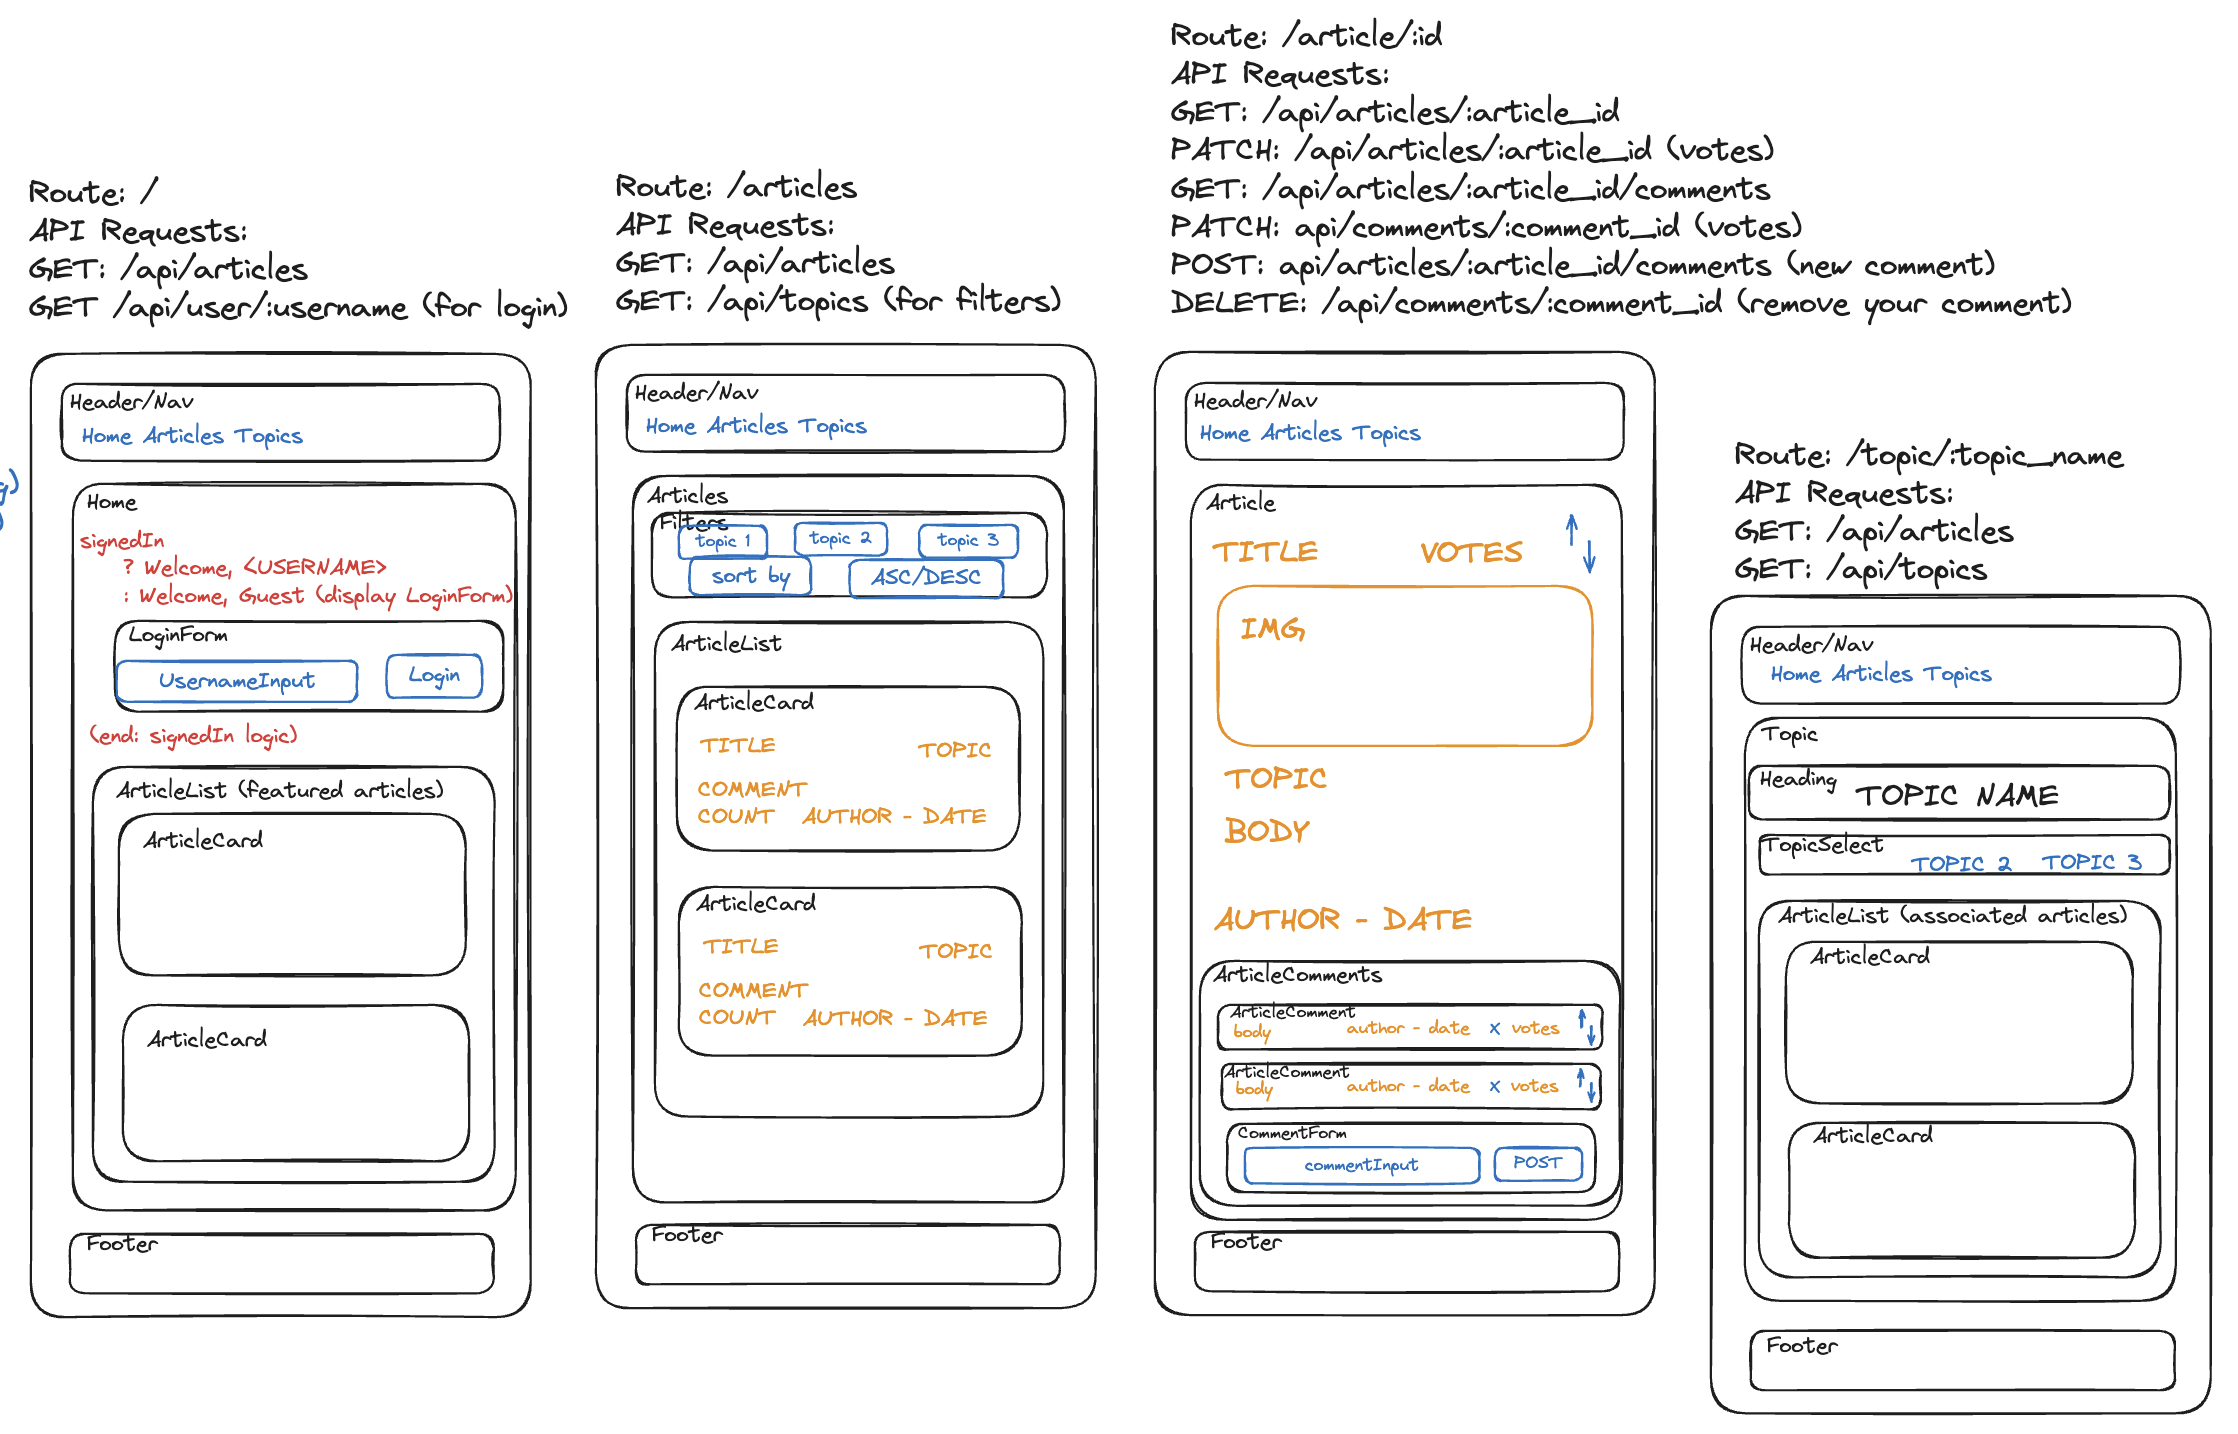 Route: /
API Requests:
GET: /api/articles
GET /api/user/:username (for login)
Header/Nav
Home Articles Topics
Home
signedIn
? Welcome, <USERNAME>
: Welcome, Guest (display LoginForm)
LoginForm
UsernameInput
Login
(end: signedIn logic)
ArticleList (featured articles)
ArticleCard
ArticleCard
Footer
Route: /articles
API Requests:
GET: /api/articles
GET: /api/topics (for filters)
Header/Nav
Home Articles Topics
Articles
Filters
topic 1
topic 2
topic 3
sort by
ASC/DESC
ArticleList
ArticleCard
TITLE
TOPIC
COMMENT
COUNT
AUTHOR - DATE
ArticleCard
TITLE
TOPIC
COMMENT
COUNT
AUTHOR - DATE
Footer
Route: /article/:id
API Requests:
GET: /api/articles/:article_id
PATCH: /api/articles/:article_id (votes)
GET: /api/articles/:article_id/comments
PATCH: api/comments/:comment_id (votes)
POST: api/articles/:article_id/comments (new comment)
DELETE: /api/comments/:comment_id (remove your comment)
Header/Nav
Home Articles Topics
Article
TITLE
VOTES
IMG
TOPIC
BODY
AUTHOR - DATE
ArticleComments
ArticleComment
body
author - date
x
votes
ArticleComment
body
author - date
x
votes
CommentForm
commentInput
POST
Footer
Route: /topic/:topic_name
API Requests:
GET: /api/articles
GET: /api/topics
Header/Nav
Home Articles Topics
Topic
Heading
TOPIC NAME
TopicSelect
TOPIC 2
TOPIC 3
ArticleList (associated articles)
ArticleCard
ArticleCard
Footer